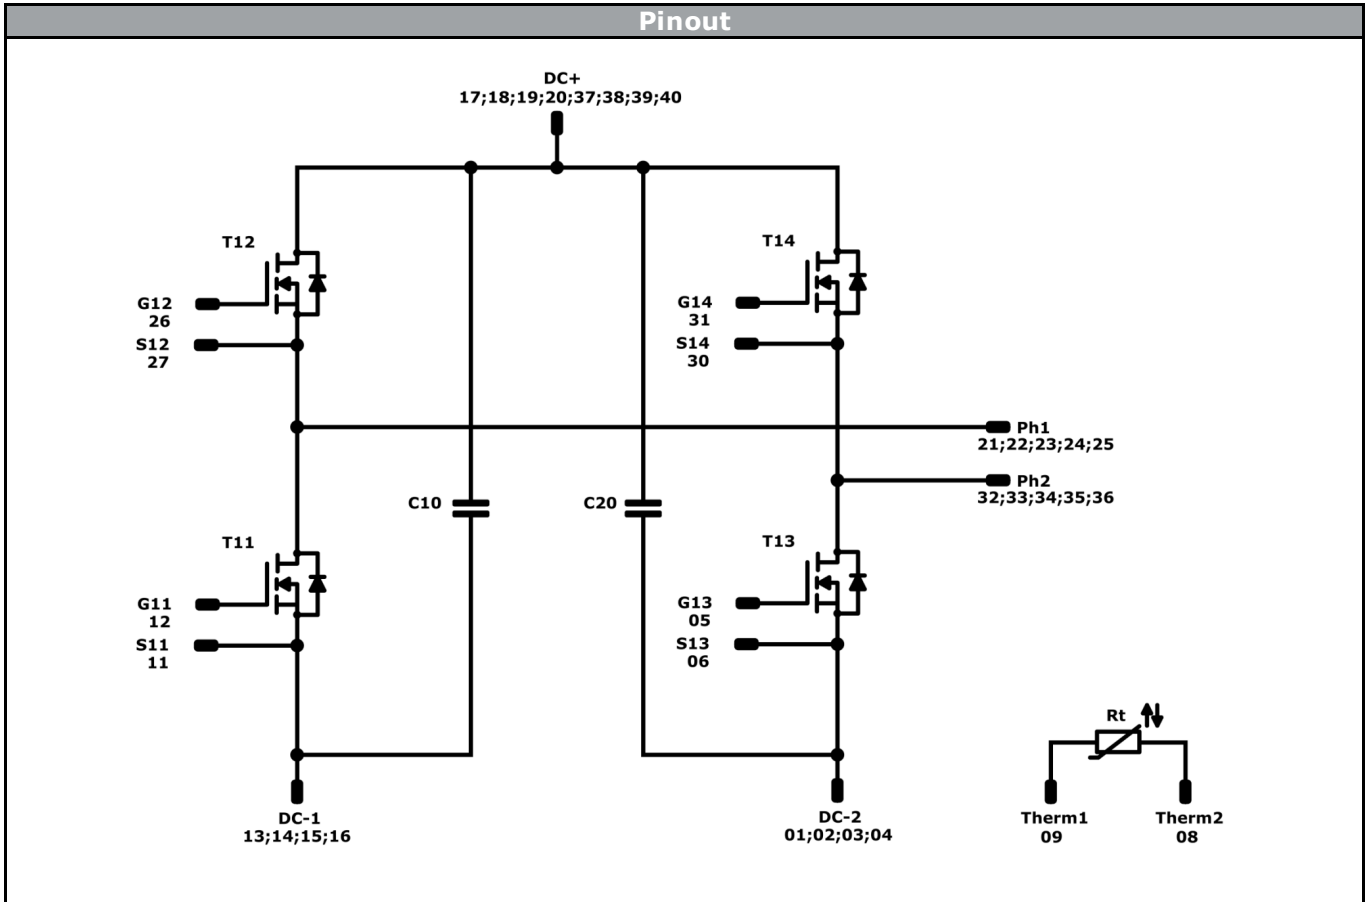 Pinout
DC+
17;18;19;20;37;38;39;40
T12
T14
G12
26
S12
27
G14
31
S14
30
Ph1
21;22;23;24;25
Ph2
32;33;34;35;36
C10
C20
T11
T13
G11
12
S11
11
G13
05
S13
06
Rt
DC-1
13;14;15;16
DC-2
01;02;03;04
Therm1
09
Therm2
08